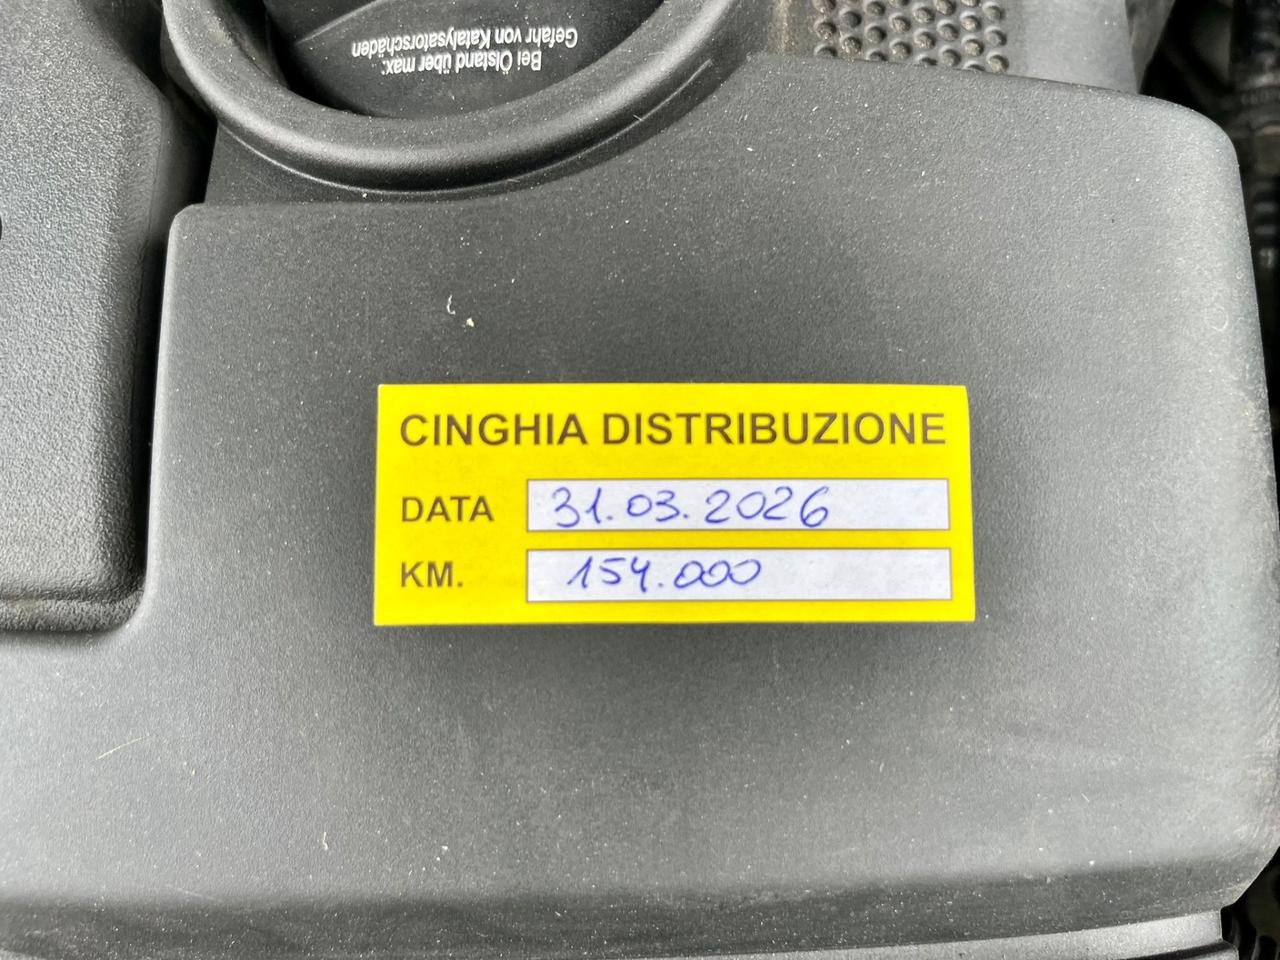 Bei Ölstand über max:
Gefahr von Katalysatorschäden
CINGHIA DISTRIBUZIONE
DATA 31.03.2026
KM. 154.000